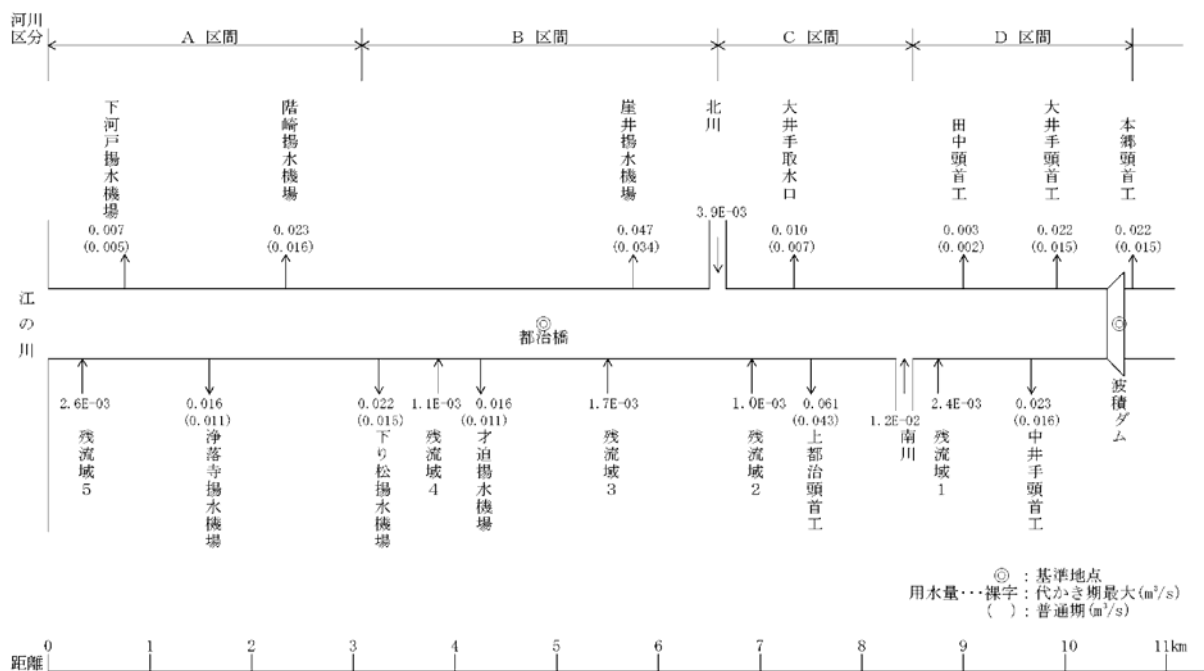 河川
区分
A 区間
B 区間
C 区間
D 区間
下河戸揚水機場
階崎揚水機場
崖井揚水機場
北川
大井手取水口
田中頭首工
大井手頭首工
本郷頭首工
3.9E-03
0.007
(0.005)
0.023
(0.016)
0.047
(0.034)
0.010
(0.007)
0.003
(0.002)
0.022
(0.015)
0.022
(0.015)
江の川
都治橋
波積ダム
2.6E-03
0.016
(0.011)
0.022
(0.015)
1.1E-03
0.016
(0.011)
1.7E-03
1.0E-03
0.061
(0.043)
1.2E-02
2.4E-03
0.023
(0.016)
残流域5
浄落寺揚水機場
下り松揚水機場
残流域4
才迫揚水機場
残流域3
残流域2
上都治頭首工
南川
残流域1
中井手頭首工
◎ : 基準地点
用水量・・・裸字 : 代かき期最大(m³/s)
( ) : 普通期(m³/s)
距離
0 1 2 3 4 5 6 7 8 9 10 11km